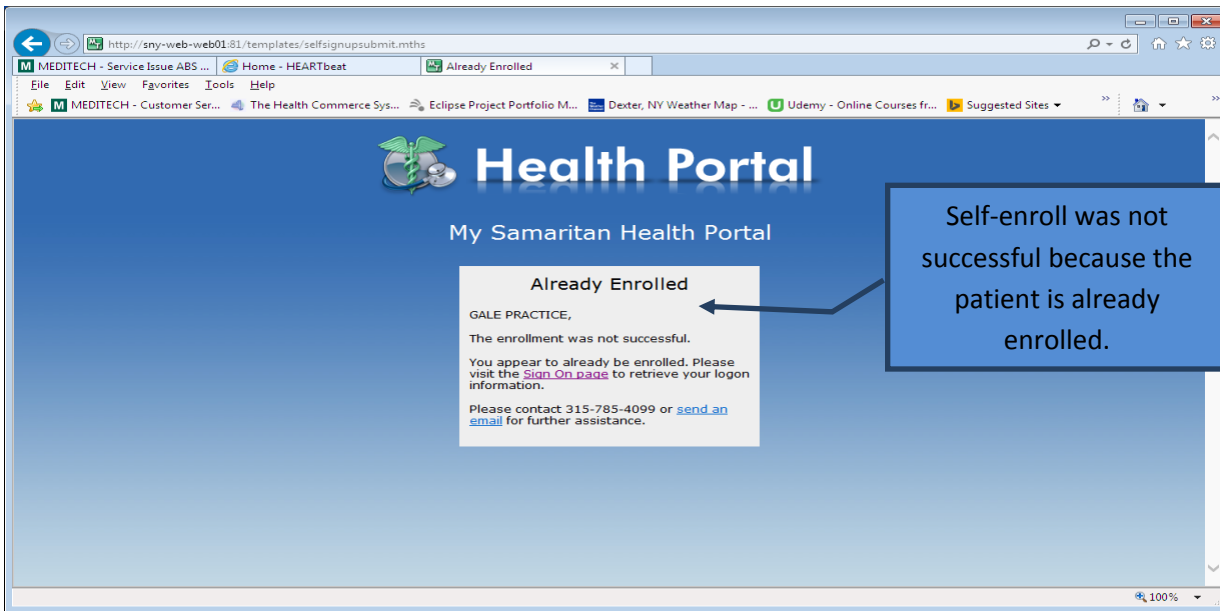 http://sny-web-web01:81/templates/selfsignupsubmit.mths
MEDITECH - Service Issue ABS ... Home - HEARTbeat Already Enrolled
File Edit View Favorites Tools Help
MEDITECH - Customer Ser... The Health Commerce Sys... Eclipse Project Portfolio M... Dexter, NY Weather Map - ... Udemy - Online Courses fr... Suggested Sites
Health Portal
My Samaritan Health Portal
Already Enrolled
GALE PRACTICE,
The enrollment was not successful.
You appear to already be enrolled. Please
visit the Sign On page to retrieve your logon
information.
Please contact 315-785-4099 or send an
email for further assistance.
Self-enroll was not
successful because the
patient is already
enrolled.
100%